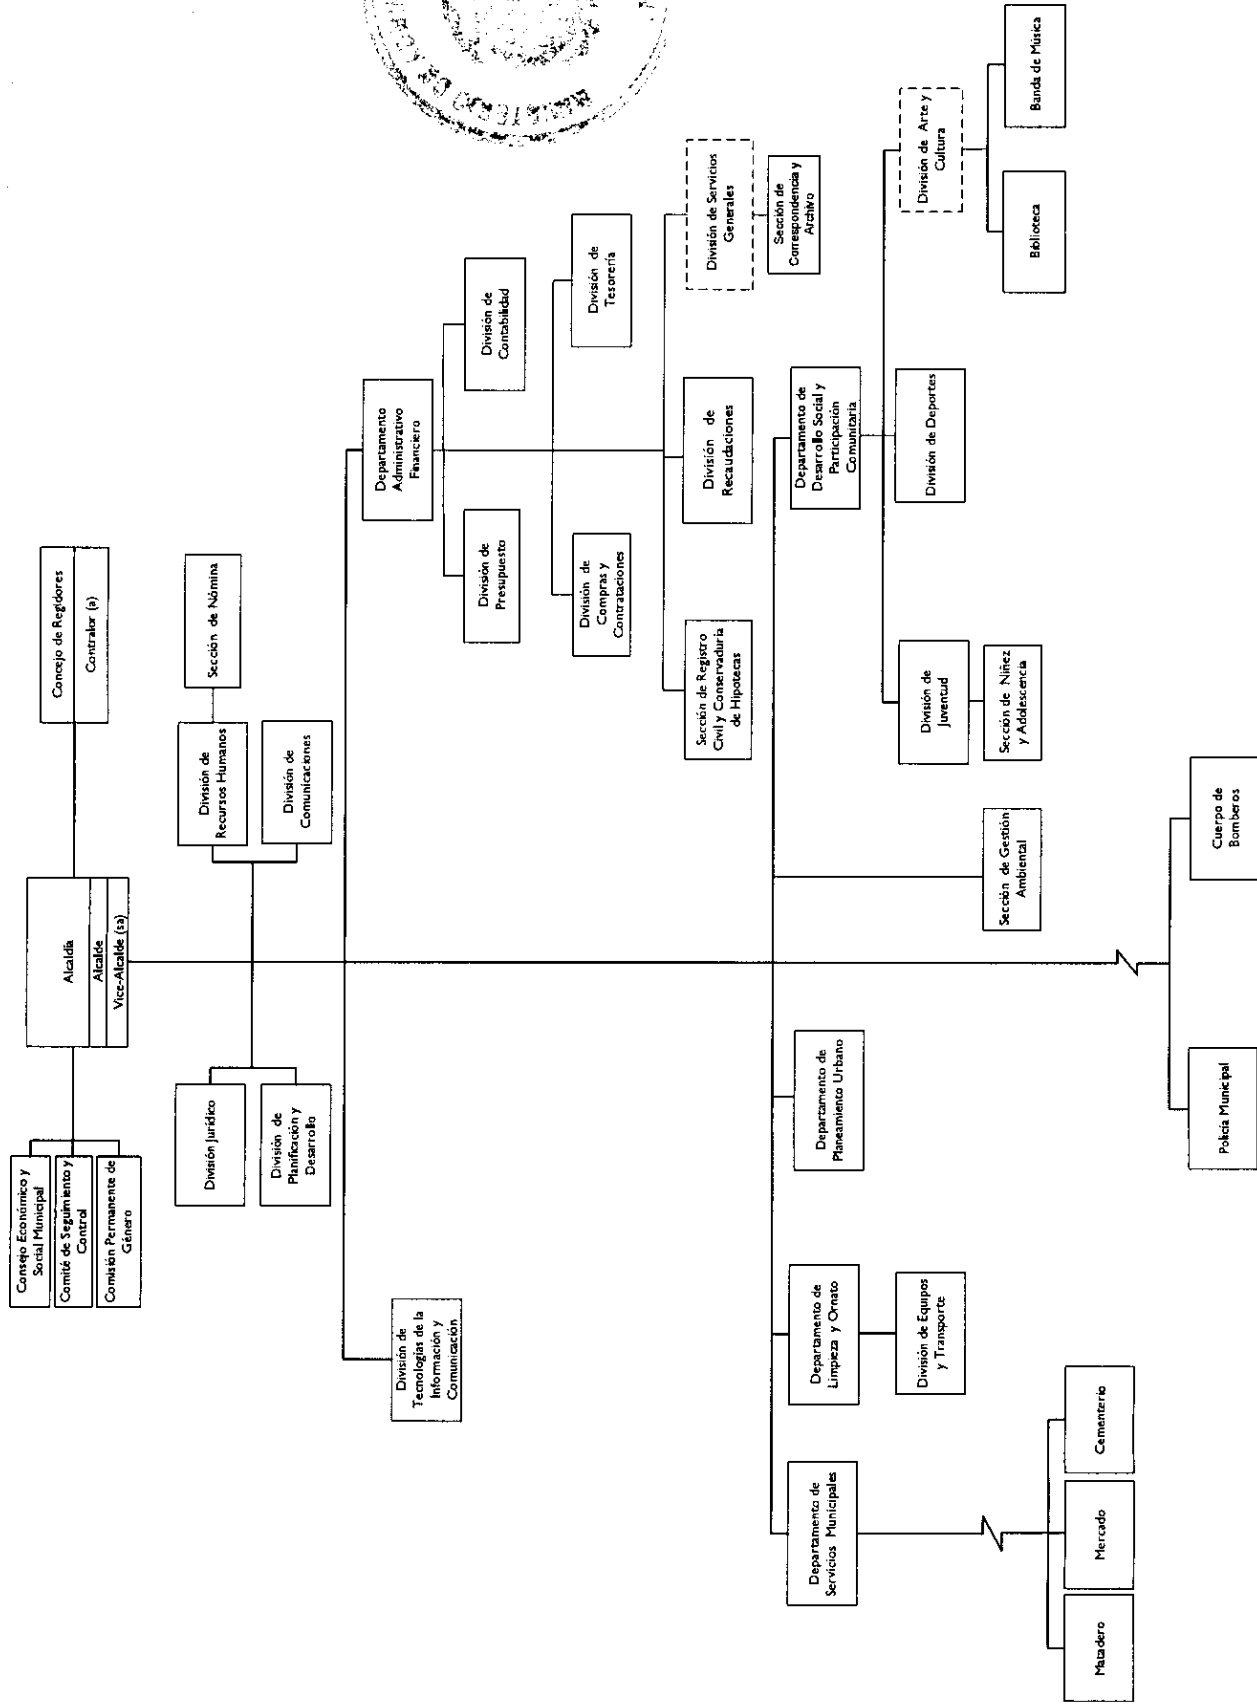 Consejo Económico y
Social Municipal
Comité de Seguimiento y
Control
Comisión Permanente de
Género
Alcaldía
Alcalde
Vice-Alcalde (sa)
Concejo de Regidores
Contralor (a)
División Jurídico
División de
Planificación y
Desarrollo
División de
Recursos Humanos
Sección de Nómina
División de
Comunicaciones
División de
Tecnologías de la
Información y
Comunicación
Departamento
Administrativo
Financiero
División de
Presupuesto
División de
Contabilidad
División de
Compras y
Contrataciones
División de
Tesorería
Sección de Registro
Civil y Conservaduría
de Hipotecas
División de
Recaudaciones
División de Servicios
Generales
Sección de
Correspondencia y
Archivo
Departamento de
Servicios Municipales
Departamento de
Limpieza y Ornato
Departamento de
Planeamiento Urbano
Departamento de
Desarrollo Social y
Participación
Comunitaria
División de Equipos
y Transporte
Sección de Gestión
Ambiental
División de
Juventud
Sección de Niñez
y Adolescencia
División de Deportes
División de Arte y
Cultura
Biblioteca
Banda de Música
Matadero
Mercado
Cementerio
Policía Municipal
Cuerpo de
Bomberos
MINISTERIO DE